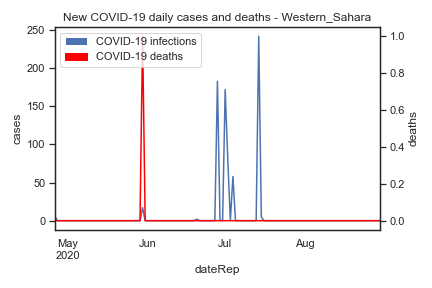 New COVID-19 daily cases and deaths - Western_Sahara
COVID-19 infections
COVID-19 deaths
250
200
150
100
50
0
cases
1.0
0.8
0.6
0.4
0.2
0.0
deaths
May
2020
Jun
Jul
Aug
dateRep